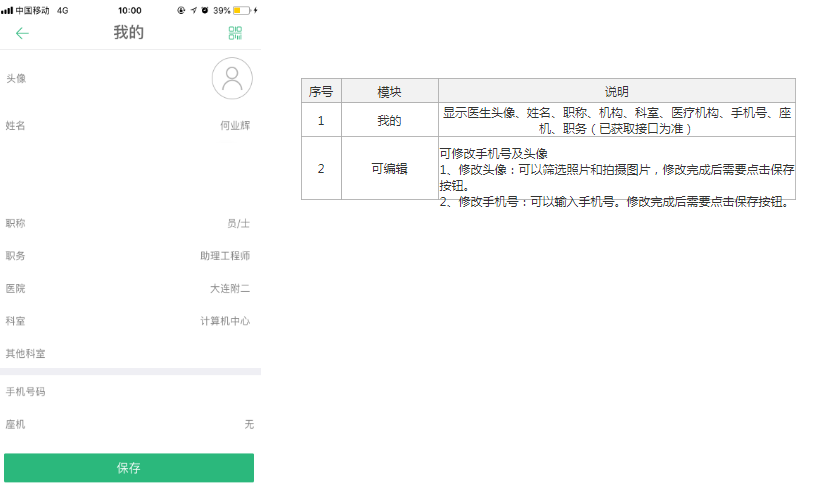 中国移动 4G 10:00 39%
我的
头像
姓名 何业辉
职称 员/士
职务 助理工程师
医院 大连附二
科室 计算机中心
其他科室
手机号码
座机 无
保存
序号 模块 说明
1 我的 显示医生头像、姓名、职称、机构、科室、医疗机构、手机号、座
机、职务（已获取接口为准）
2 可编辑 可修改手机号及头像
1、修改头像：可以筛选照片和拍摄图片，修改完成后需要点击保存
按钮。
2、修改手机号：可以输入手机号。修改完成后需要点击保存按钮。